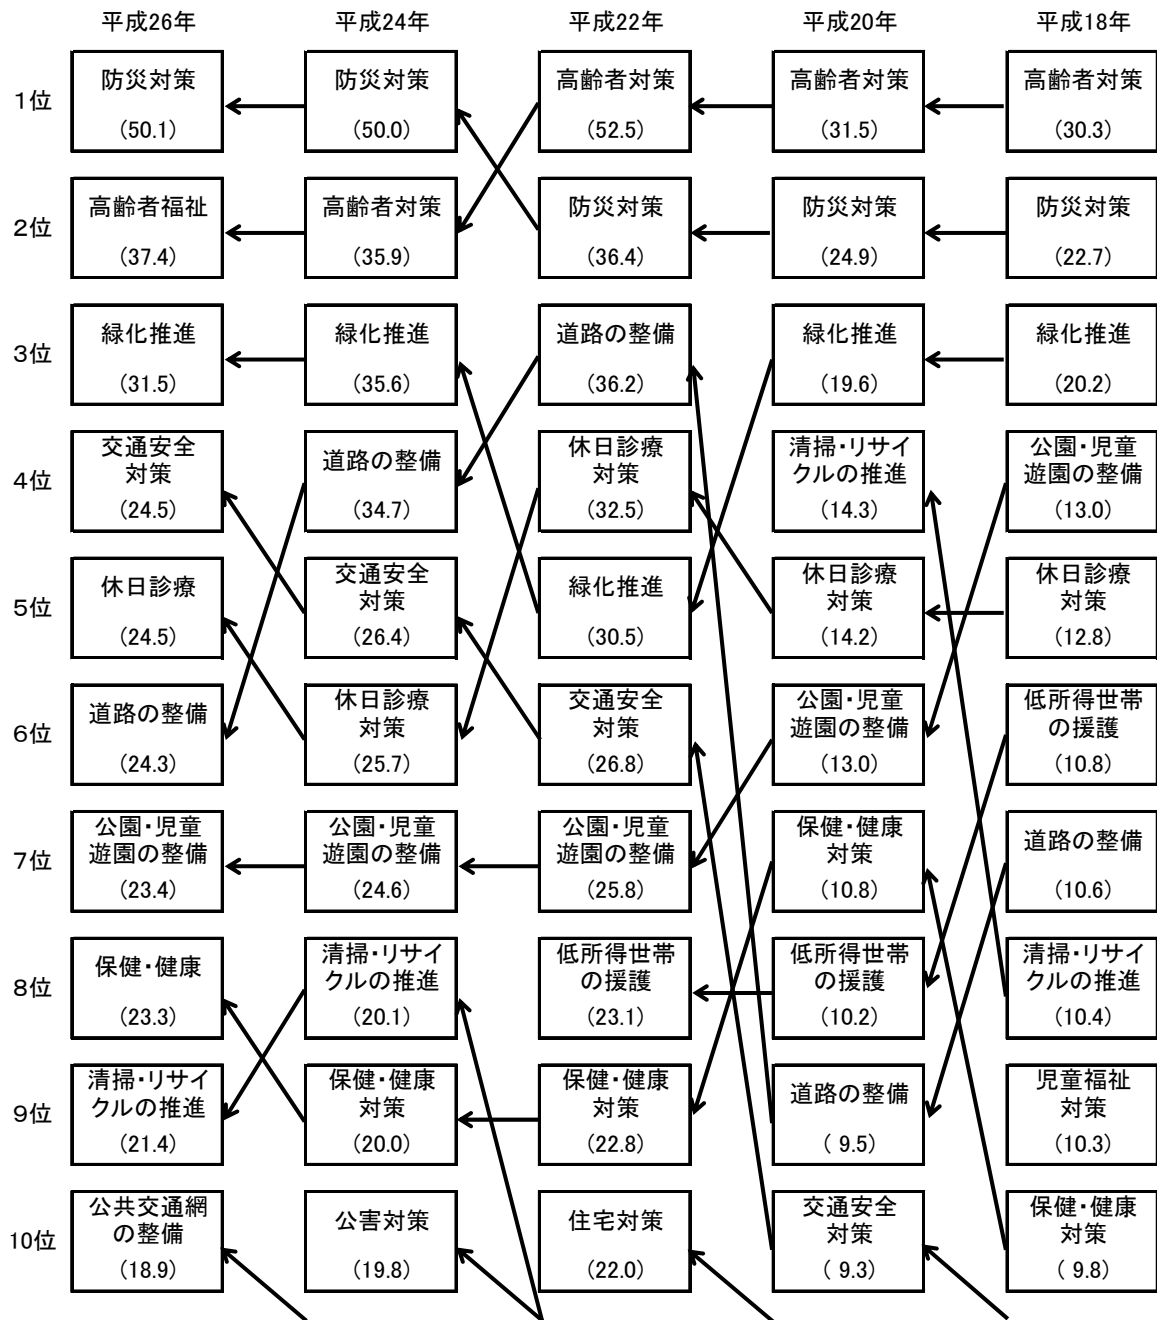 平成26年 平成24年 平成22年 平成20年 平成18年
1位
防災対策 防災対策 高齢者対策 高齢者対策 高齢者対策
（50.1） （50.0） （52.5） （31.5） （30.3）
2位
高齢者福祉 高齢者対策 防災対策 防災対策 防災対策
（37.4） （35.9） （36.4） （24.9） （22.7）
3位
緑化推進 緑化推進 道路の整備 緑化推進 緑化推進
（31.5） （35.6） （36.2） （19.6） （20.2）
4位
交通安全
対策
（24.5）
道路の整備
（34.7）
休日診療
対策
（32.5）
清掃・リサイ
クルの推進
（14.3）
公園・児童
遊園の整備
（13.0）
5位
休日診療
（24.5）
交通安全
対策
（26.4）
緑化推進
（30.5）
休日診療
対策
（14.2）
休日診療
対策
（12.8）
6位
道路の整備
（24.3）
休日診療
対策
（25.7）
交通安全
対策
（26.8）
公園・児童
遊園の整備
（13.0）
低所得世帯
の援護
（10.8）
7位
公園・児童
遊園の整備
（23.4）
公園・児童
遊園の整備
（24.6）
公園・児童
遊園の整備
（25.8）
保健・健康
対策
（10.8）
道路の整備
（10.6）
8位
保健・健康
（23.3）
清掃・リサイ
クルの推進
（20.1）
低所得世帯
の援護
（23.1）
低所得世帯
の援護
（10.2）
清掃・リサイ
クルの推進
（10.4）
9位
清掃・リサイ
クルの推進
（21.4）
保健・健康
対策
（20.0）
保健・健康
対策
（22.8）
道路の整備
（ 9.5）
児童福祉
対策
（10.3）
10位
公共交通網
の整備
（18.9）
公害対策
（19.8）
住宅対策
（22.0）
交通安全
対策
（ 9.3）
保健・健康
対策
（ 9.8）